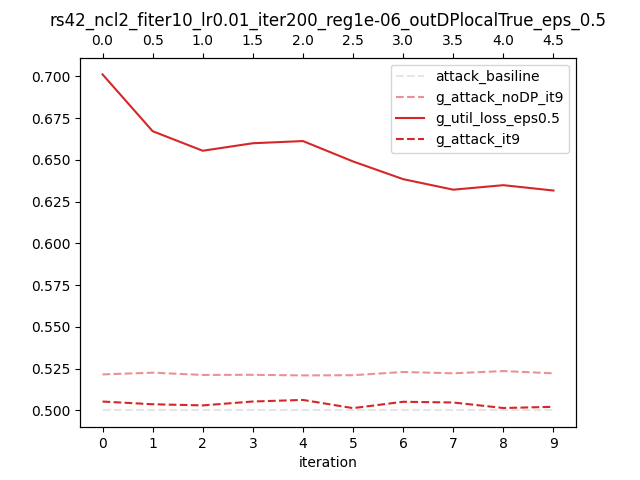 rs42_ncl2_fiter10_lr0.01_iter200_reg1e-06_outDPlocalTrue_eps_0.5
0.0 0.5 1.0 1.5 2.0 2.5 3.0 3.5 4.0 4.5
attack_basiline
g_attack_noDP_it9
g_util_loss_eps0.5
g_attack_it9
0.700
0.675
0.650
0.625
0.600
0.575
0.550
0.525
0.500
0 1 2 3 4 5 6 7 8 9
iteration